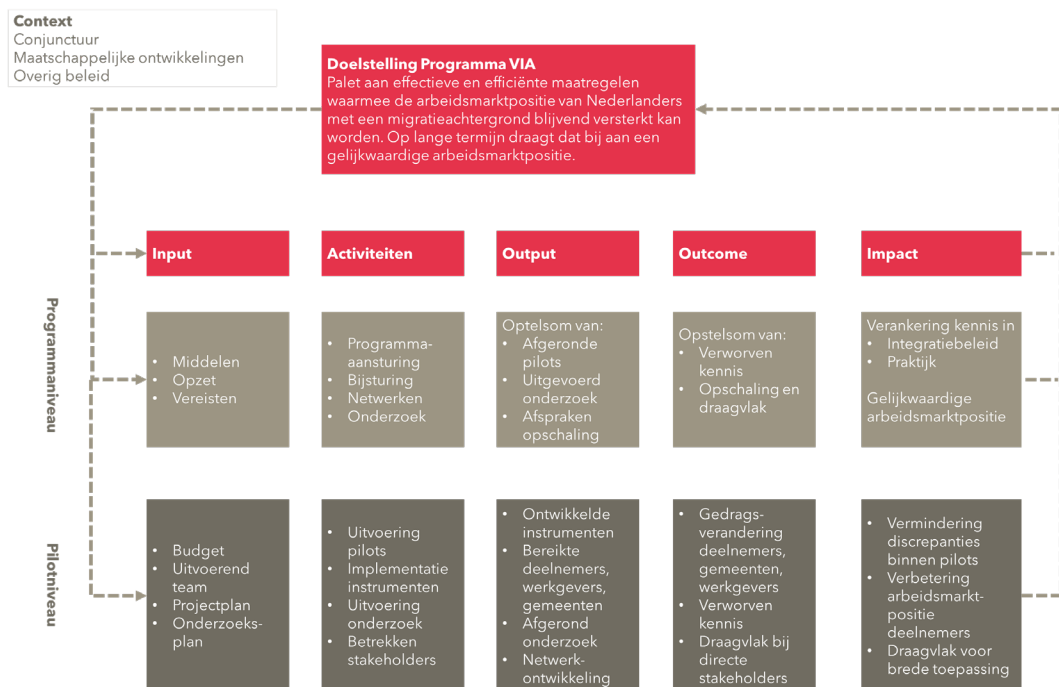 Context
Conjunctuur
Maatschappelijke ontwikkelingen
Overig beleid
Doelstelling Programma VIA
Palet aan effectieve en efficiënte maatregelen
waarmee de arbeidsmarktpositie van Nederlanders
met een migratieachtergrond blijvend versterkt kan
worden. Op lange termijn draagt dat bij aan een
gelijkwaardige arbeidsmarktpositie.
Input
Activiteiten
Output
Outcome
Impact
Programmaniveau
• Middelen
• Opzet
• Vereisten
• Programma-
aansturing
• Bijsturing
• Netwerken
• Onderzoek
Optelsom van:
• Afgeronde
pilots
• Uitgevoerd
onderzoek
• Afspraken
opschaling
Opstelsom van:
• Verworven
kennis
• Opschaling en
draagvlak
Verankering kennis in
• Integratiebeleid
• Praktijk
Gelijkwaardige
arbeidsmarktpositie
Pilotniveau
• Budget
• Uitvoerend
team
• Projectplan
• Onderzoeks-
plan
• Uitvoering
pilots
• Implementatie
instrumenten
• Uitvoering
onderzoek
• Betrekken
stakeholders
• Ontwikkelde
instrumenten
• Bereikte
deelnemers,
werkgevers,
gemeenten
• Afgerond
onderzoek
• Netwerk-
ontwikkeling
• Gedrags-
verandering
deelnemers,
gemeenten,
werkgevers
• Verworven
kennis
• Draagvlak bij
directe
stakeholders
• Vermindering
discrepanties
binnen pilots
• Verbetering
arbeidsmarkt-
positie
deelnemers
• Draagvlak voor
brede toepassing